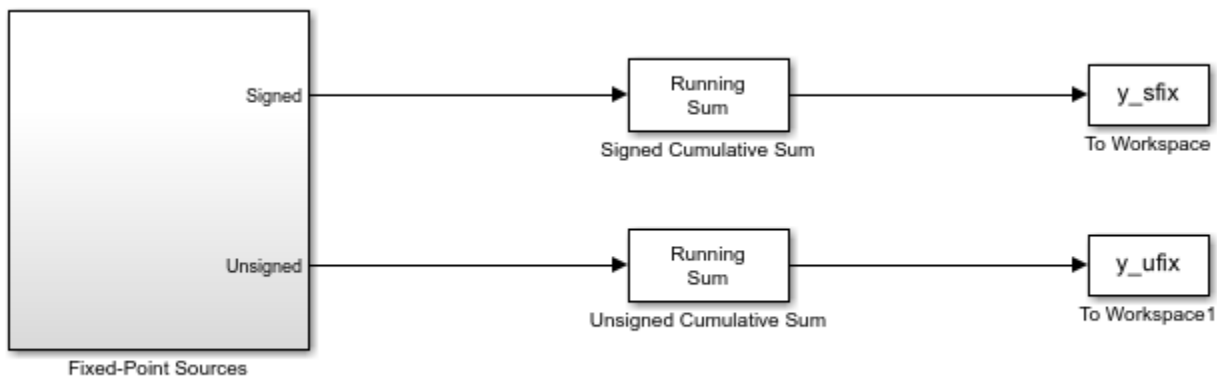 Signed
Running
Sum
y_sfix
Signed Cumulative Sum
To Workspace
Unsigned
Running
Sum
y_ufix
Unsigned Cumulative Sum
To Workspace1
Fixed-Point Sources